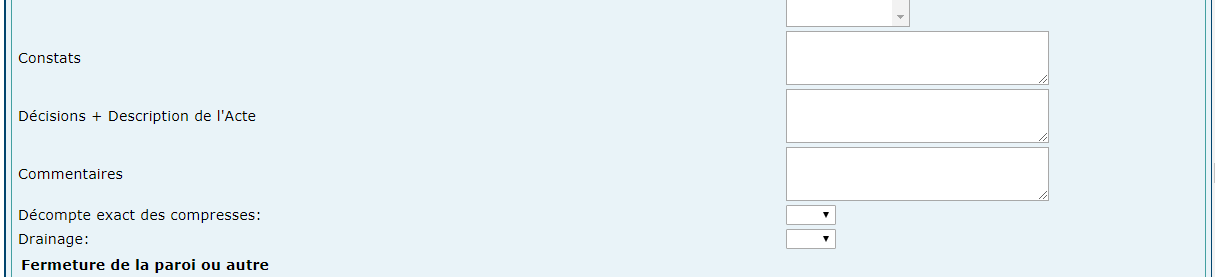 Constats
Décisions + Description de l'Acte
Commentaires
Décompte exact des compresses:
Drainage:
Fermeture de la paroi ou autre